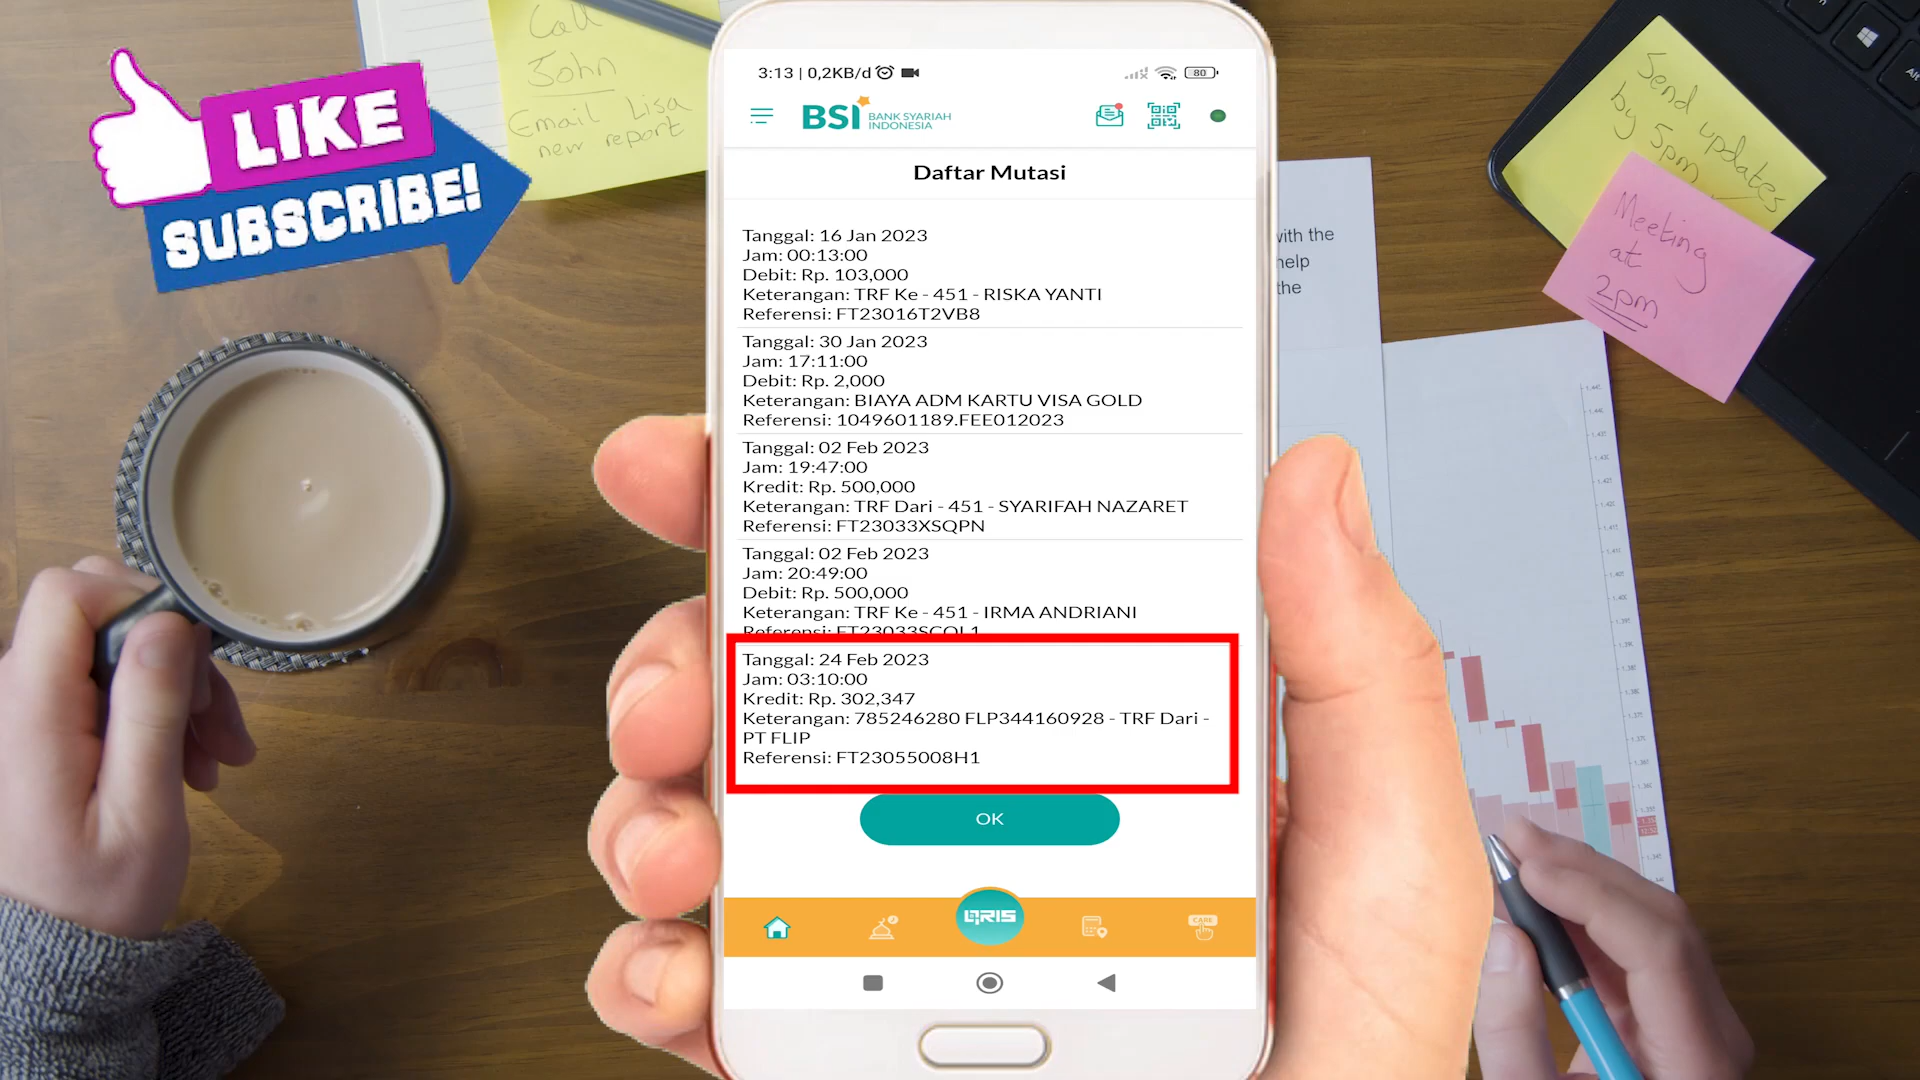 LIKE
SUBSCRIBE!
Call
John
Email Lisa
new report
3:13 | 0,2KB/d
80
BSI BANK SYARIAH
INDONESIA
Daftar Mutasi
Tanggal: 16 Jan 2023
Jam: 00:13:00
Debit: Rp. 103,000
Keterangan: TRF Ke - 451 - RISKA YANTI
Referensi: FT23016T2VB8
Tanggal: 30 Jan 2023
Jam: 17:11:00
Debit: Rp. 2,000
Keterangan: BIAYA ADM KARTU VISA GOLD
Referensi: 1049601189.FEE012023
Tanggal: 02 Feb 2023
Jam: 19:47:00
Kredit: Rp. 500,000
Keterangan: TRF Dari - 451 - SYARIFAH NAZARET
Referensi: FT23033XSQPN
Tanggal: 02 Feb 2023
Jam: 20:49:00
Debit: Rp. 500,000
Keterangan: TRF Ke - 451 - IRMA ANDRIANI
Referensi:
Tanggal: 24 Feb 2023
Jam: 03:10:00
Kredit: Rp. 302,347
Keterangan: 785246280 FLP344160928 - TRF Dari -
PT FLIP
Referensi: FT23055008H1
OK
QRIS
CARE
Send updates
by 5pm
Meeting
at
2pm
with the
help
the